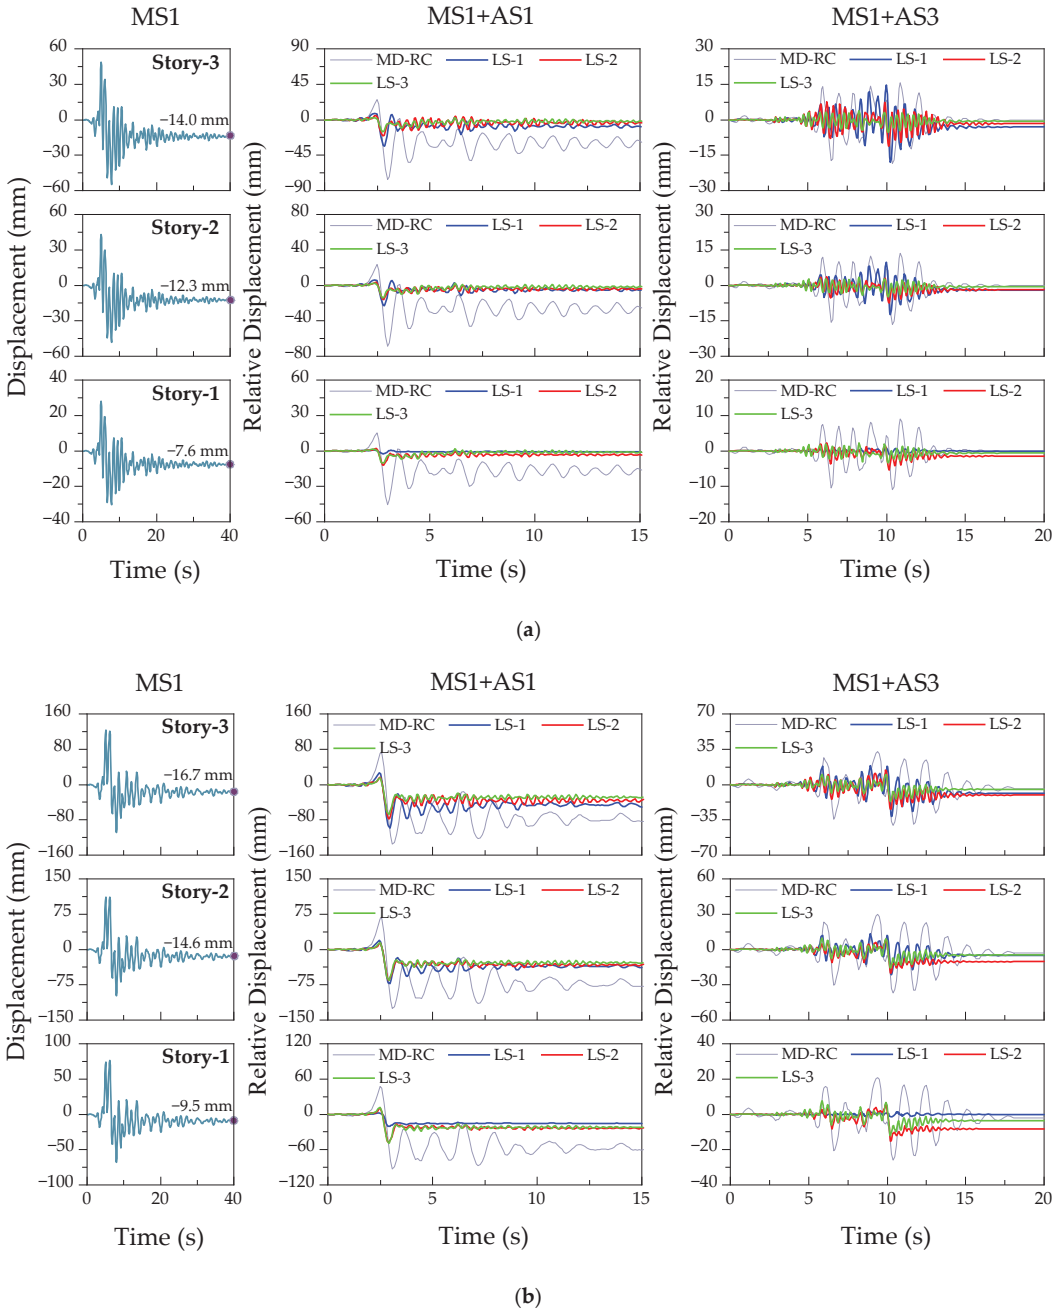 MS1 MS1+AS1 MS1+AS3
Displacement (mm)
Relative Displacement (mm)
Relative Displacement (mm)
60
30
0
−30
−60
Story-3
−14.0 mm
90
45
0
−45
−90
MD-RC LS-1 LS-2
LS-3
30
15
0
−15
−30
MD-RC LS-1 LS-2
LS-3
60
30
0
−30
−60
Story-2
−12.3 mm
80
40
0
−40
−80
MD-RC LS-1 LS-2
LS-3
30
15
0
−15
−30
MD-RC LS-1 LS-2
LS-3
40
20
0
−20
−40
Story-1
−7.6 mm
0 20 40
Time (s)
60
30
0
−30
−60
MD-RC LS-1 LS-2
LS-3
0 5 10 15
Time (s)
20
10
0
−10
−20
MD-RC LS-1 LS-2
LS-3
0 5 10 15 20
Time (s)
(a)
MS1 MS1+AS1 MS1+AS3
Displacement (mm)
Displacement (mm)
Relative Displacement (mm)
Relative Displacement (mm)
160
80
0
−80
−160
Story-3
−16.7 mm
135
90
45
0
−45
−90
−135
MD-RC LS-1 LS-2
LS-3
70
35
0
−35
−70
MD-RC LS-1 LS-2
LS-3
150
75
0
−75
−150
Story-2
−14.6 mm
150
75
0
−75
−150
MD-RC LS-1 LS-2
LS-3
60
30
0
−30
−60
MD-RC LS-1 LS-2
LS-3
100
50
0
−50
−100
Story-1
−9.5 mm
0 20 40
Time (s)
120
60
0
−60
−120
MD-RC LS-1 LS-2
LS-3
0 5 10 15
Time (s)
40
20
0
−20
−40
MD-RC LS-1 LS-2
LS-3
0 5 10 15 20
Time (s)
(b)